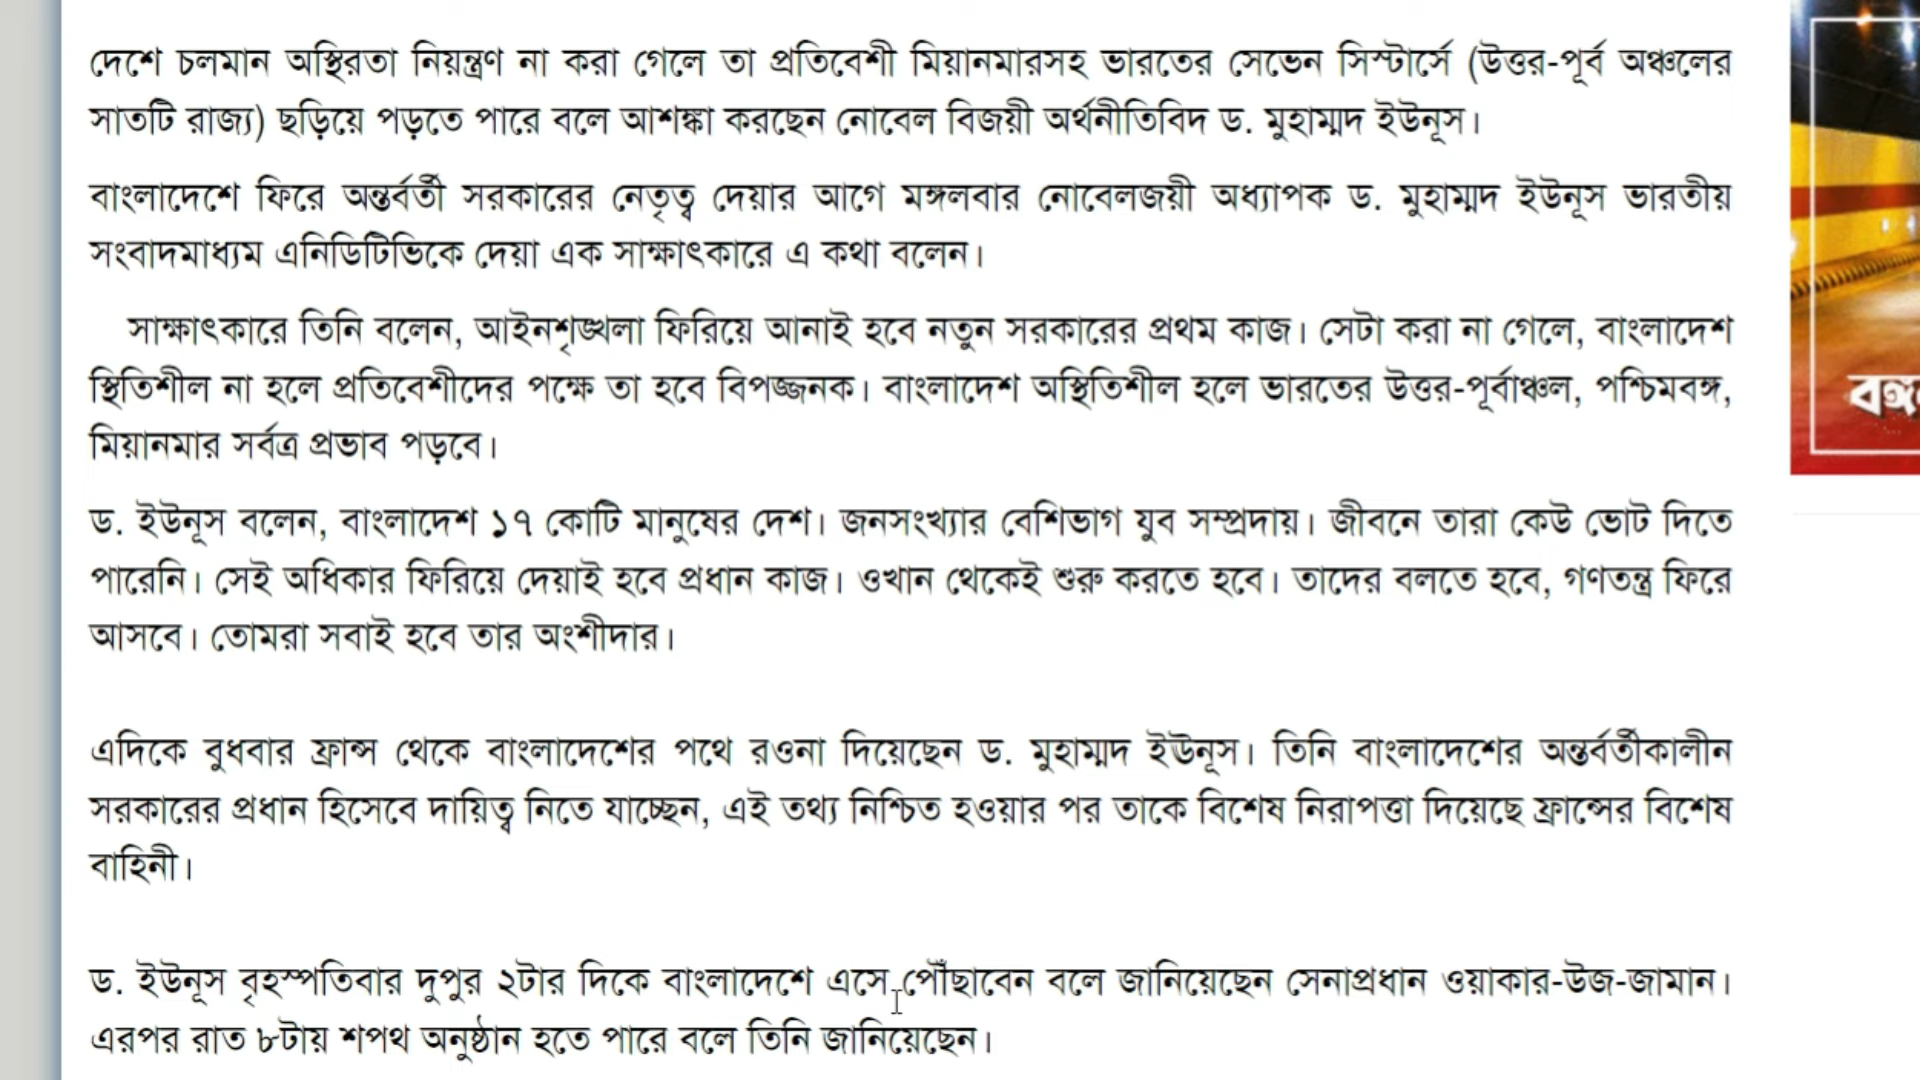 দেশে চলমান অস্থিরতা নিয়ন্ত্রণ না করা গেলে তা প্রতিবেশী মিয়ানমারসহ ভারতের সেভেন সিস্টার্সে (উত্তর-পূর্ব অঞ্চলের
সাতটি রাজ্য) ছড়িয়ে পড়তে পারে বলে আশঙ্কা করছেন নোবেল বিজয়ী অর্থনীতিবিদ ড. মুহাম্মদ ইউনূস।
বাংলাদেশে ফিরে অন্তর্বর্তী সরকারের নেতৃত্ব দেয়ার আগে মঙ্গলবার নোবেলজয়ী অধ্যাপক ড. মুহাম্মদ ইউনূস ভারতীয়
সংবাদমাধ্যম এনিডিটিভিকে দেয়া এক সাক্ষাৎকারে এ কথা বলেন।
সাক্ষাৎকারে তিনি বলেন, আইনশৃঙ্খলা ফিরিয়ে আনাই হবে নতুন সরকারের প্রথম কাজ। সেটা করা না গেলে, বাংলাদেশ
স্থিতিশীল না হলে প্রতিবেশীদের পক্ষে তা হবে বিপজ্জনক। বাংলাদেশ অস্থিতিশীল হলে ভারতের উত্তর-পূর্বাঞ্চল, পশ্চিমবঙ্গ,
মিয়ানমার সর্বত্র প্রভাব পড়বে।
ড. ইউনূস বলেন, বাংলাদেশ ১৭ কোটি মানুষের দেশ। জনসংখ্যার বেশিভাগ যুব সম্প্রদায়। জীবনে তারা কেউ ভোট দিতে
পারেনি। সেই অধিকার ফিরিয়ে দেয়াই হবে প্রধান কাজ। ওখান থেকেই শুরু করতে হবে। তাদের বলতে হবে, গণতন্ত্র ফিরে
আসবে। তোমরা সবাই হবে তার অংশীদার।
এদিকে বুধবার ফ্রান্স থেকে বাংলাদেশের পথে রওনা দিয়েছেন ড. মুহাম্মদ ইঊনূস। তিনি বাংলাদেশের অন্তর্বর্তীকালীন
সরকারের প্রধান হিসেবে দায়িত্ব নিতে যাচ্ছেন, এই তথ্য নিশ্চিত হওয়ার পর তাকে বিশেষ নিরাপত্তা দিয়েছে ফ্রান্সের বিশেষ
বাহিনী।
ড. ইউনূস বৃহস্পতিবার দুপুর ২টার দিকে বাংলাদেশে এসে পৌঁছাবেন বলে জানিয়েছেন সেনাপ্রধান ওয়াকার-উজ-জামান।
এরপর রাত ৮টায় শপথ অনুষ্ঠান হতে পারে বলে তিনি জানিয়েছেন।